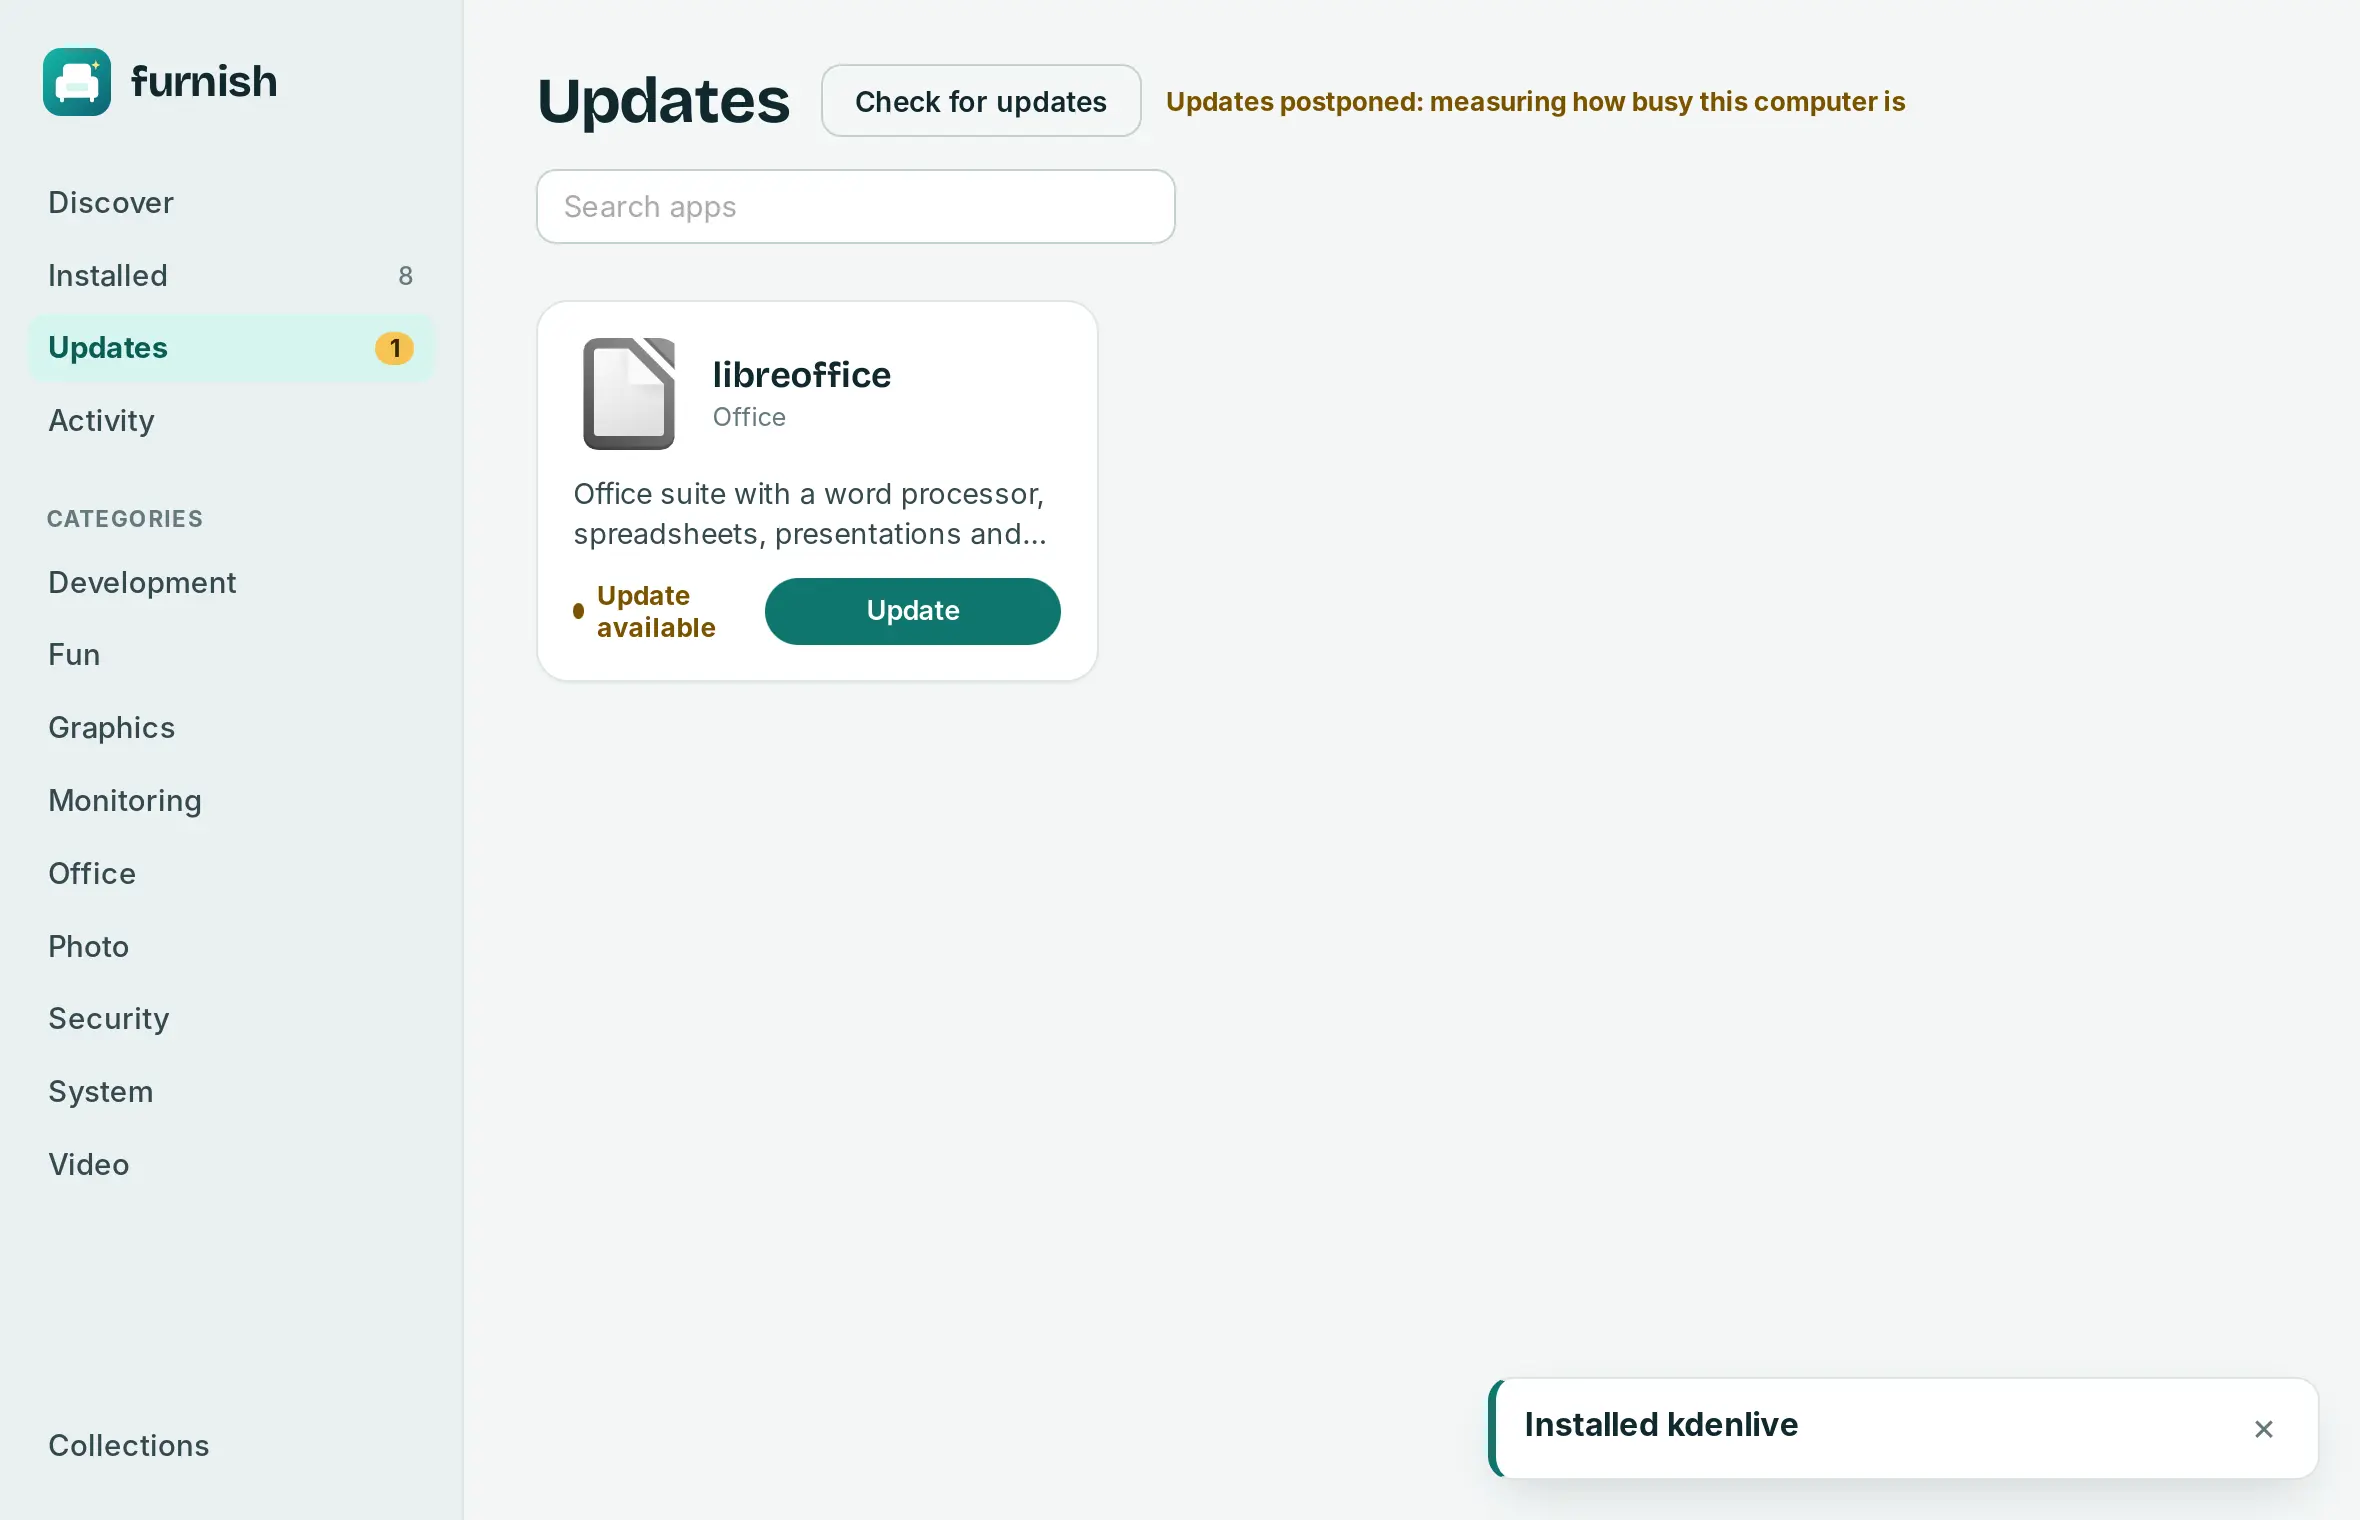 furnish
Discover
Installed 8
Updates 1
Activity
CATEGORIES
Development
Fun
Graphics
Monitoring
Office
Photo
Security
System
Video
Collections
Updates
Check for updates
Updates postponed: measuring how busy this computer is
Search apps
libreoffice
Office
Office suite with a word processor,
spreadsheets, presentations and...
Update
available
Update
Installed kdenlive